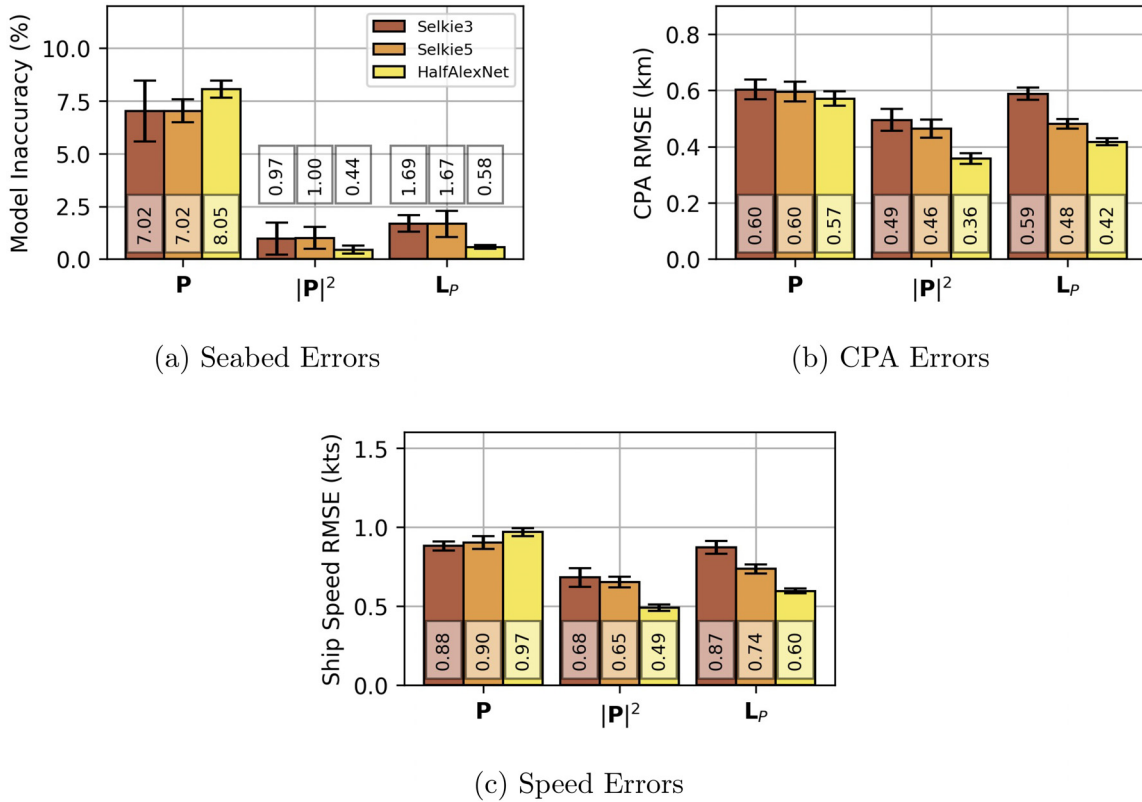 Model Inaccuracy (%)
10.0
7.5
5.0
2.5
0.0
Selkie3
Selkie5
HalfAlexNet
7.02
7.02
8.05
0.97
1.00
0.44
1.69
1.67
0.58
P
|P|²
L_P
(a) Seabed Errors
CPA RMSE (km)
0.8
0.6
0.4
0.2
0.0
0.60
0.60
0.57
0.49
0.46
0.36
0.59
0.48
0.42
P
|P|²
L_P
(b) CPA Errors
Ship Speed RMSE (kts)
1.5
1.0
0.5
0.0
0.88
0.90
0.97
0.68
0.65
0.49
0.87
0.74
0.60
P
|P|²
L_P
(c) Speed Errors